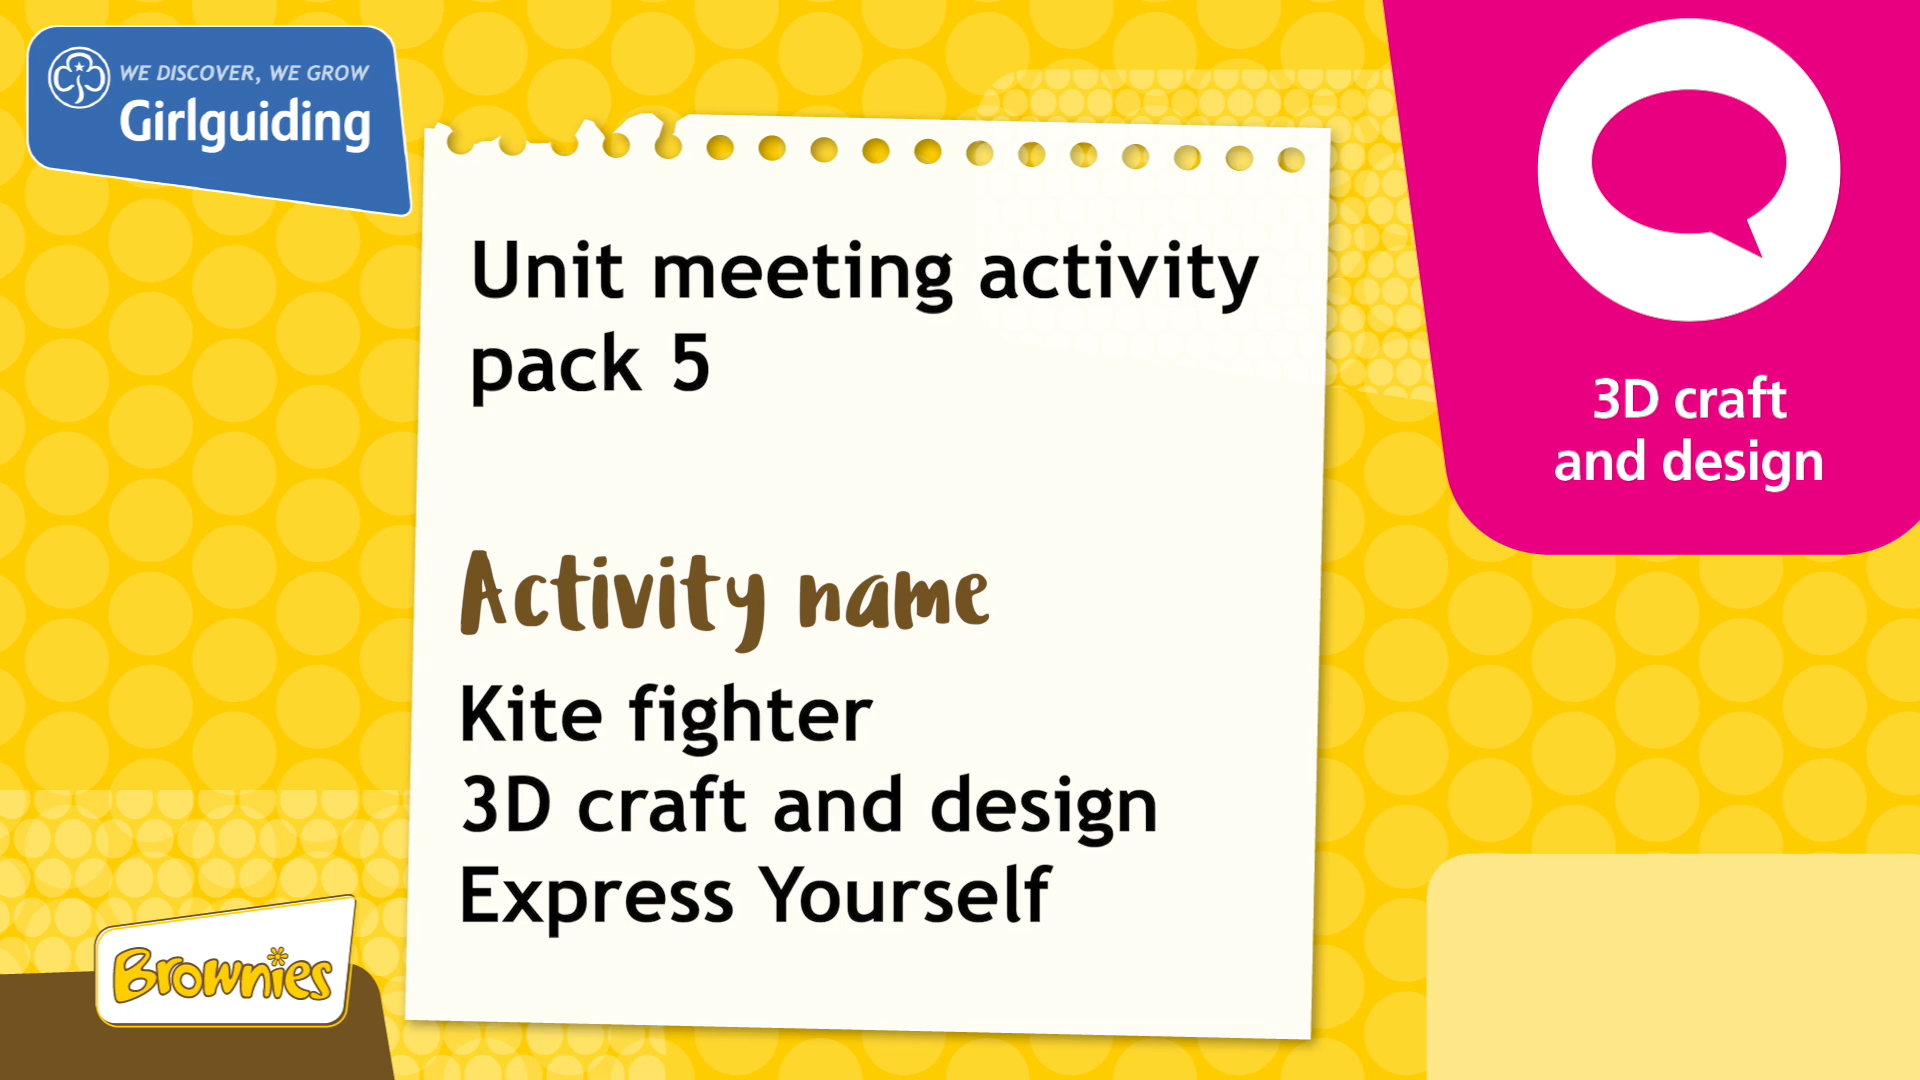 WE DISCOVER, WE GROW
Girlguiding
Unit meeting activity
pack 5
Activity name
Kite fighter
3D craft and design
Express Yourself
3D craft
and design
Brownies